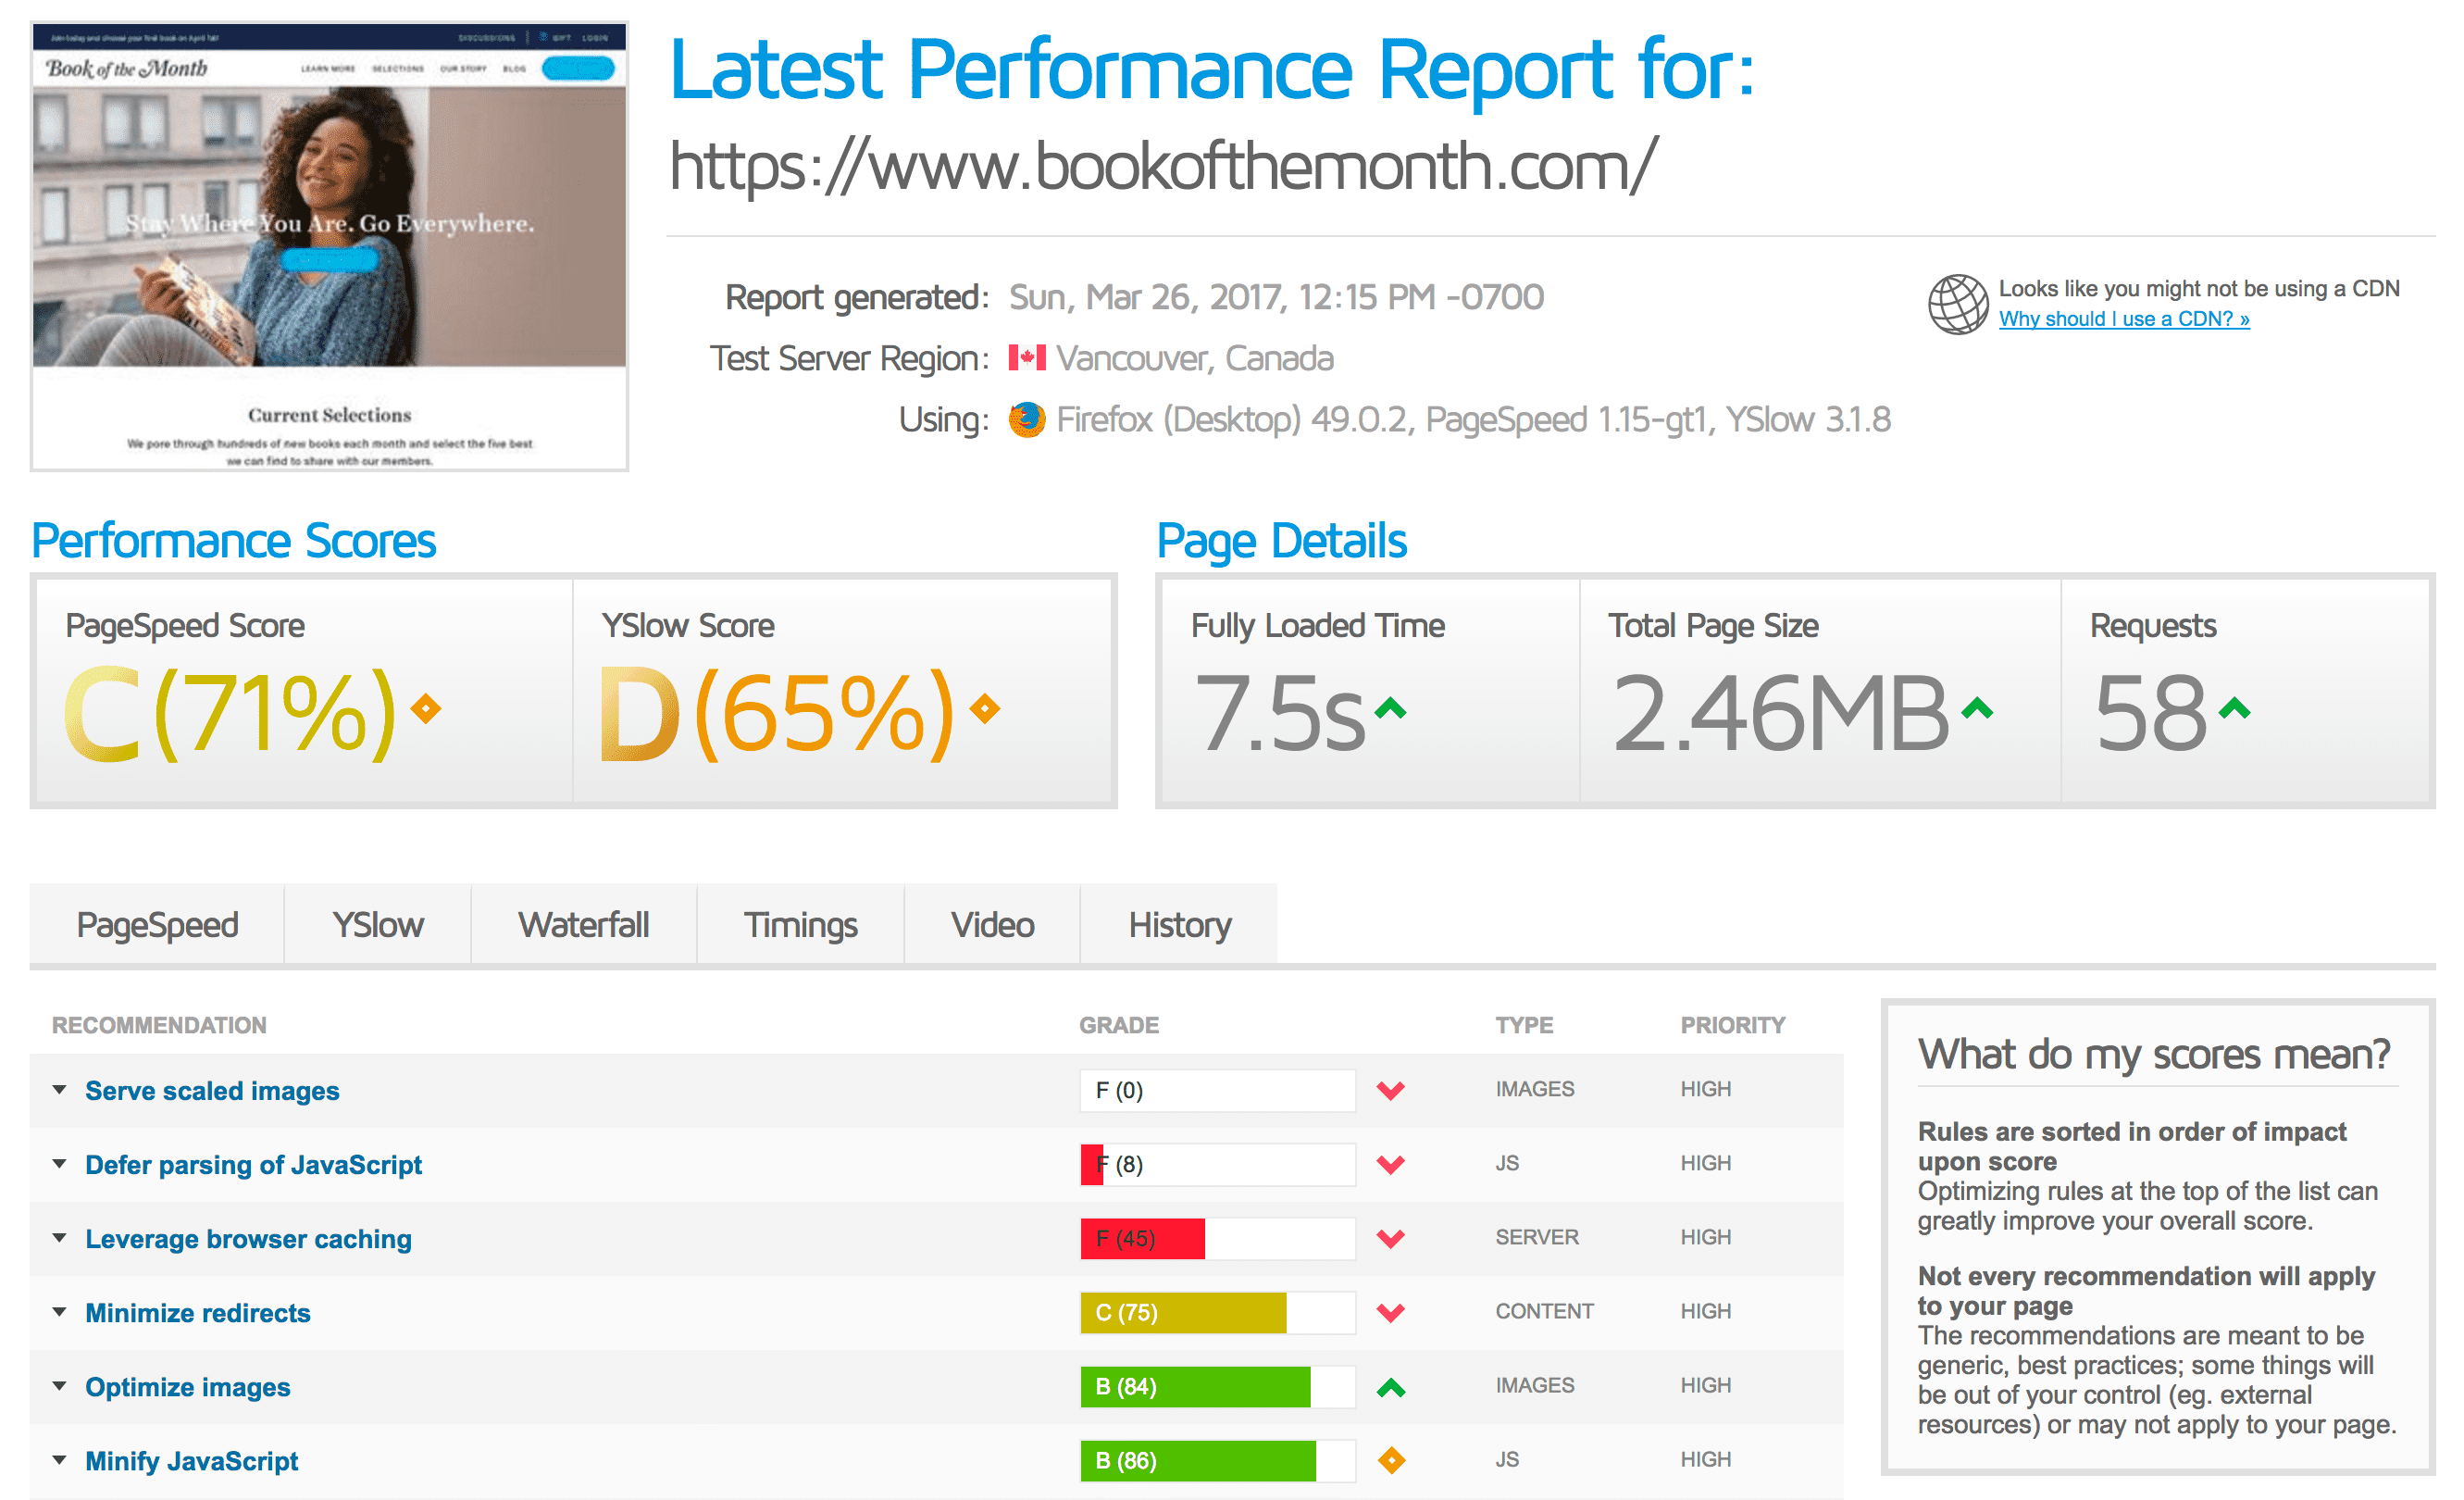 Join today and choose your first book on April 1st!
DISCUSSIONS GIFT LOGIN
Book of the Month
LEARN MORE SELECTIONS OUR STORY BLOG
Stay Where You Are. Go Everywhere.
Current Selections
We pore through hundreds of new books each month and select the five best
we can find to share with our members.
Latest Performance Report for:
https://www.bookofthemonth.com/
Report generated: Sun, Mar 26, 2017, 12:15 PM -0700
Test Server Region: Vancouver, Canada
Using: Firefox (Desktop) 49.0.2, PageSpeed 1.15-gt1, YSlow 3.1.8
Looks like you might not be using a CDN
Why should I use a CDN? »
Performance Scores
PageSpeed Score
C (71%)
YSlow Score
D (65%)
Page Details
Fully Loaded Time
7.5s
Total Page Size
2.46MB
Requests
58
PageSpeed YSlow Waterfall Timings Video History
RECOMMENDATION GRADE TYPE PRIORITY
Serve scaled images F (0) IMAGES HIGH
Defer parsing of JavaScript F (8) JS HIGH
Leverage browser caching F (45) SERVER HIGH
Minimize redirects C (75) CONTENT HIGH
Optimize images B (84) IMAGES HIGH
Minify JavaScript B (86) JS HIGH
What do my scores mean?
Rules are sorted in order of impact
upon score
Optimizing rules at the top of the list can
greatly improve your overall score.
Not every recommendation will apply
to your page
The recommendations are meant to be
generic, best practices; some things will
be out of your control (eg. external
resources) or may not apply to your page.